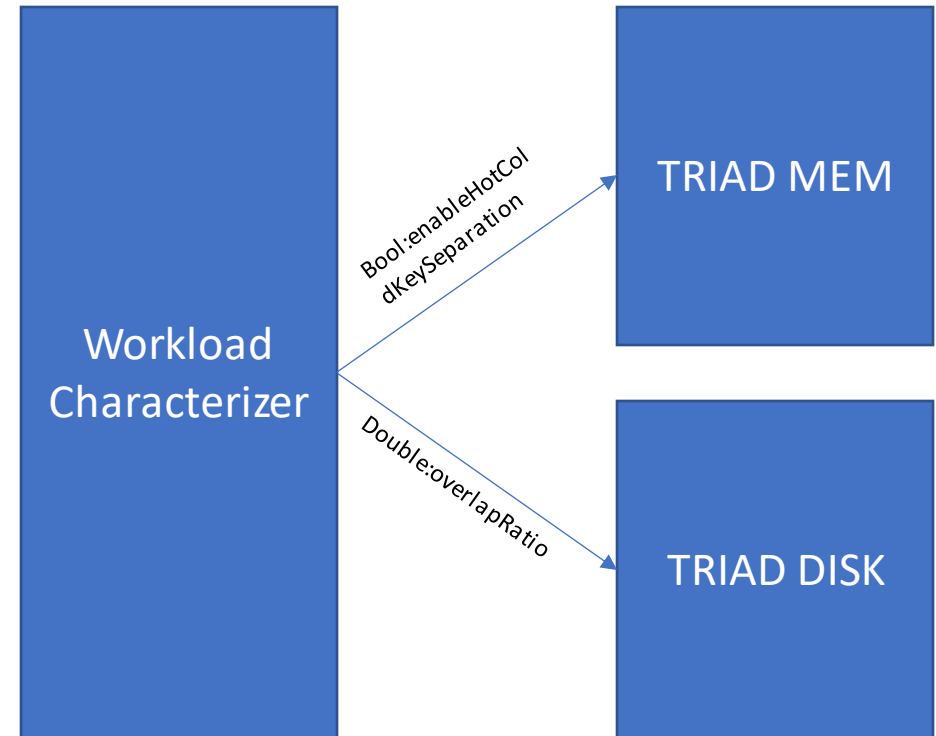 Workload
Characterizer
Bool:enableHotCol
dKeySeparation
Double:overlapRatio
TRIAD MEM
TRIAD DISK